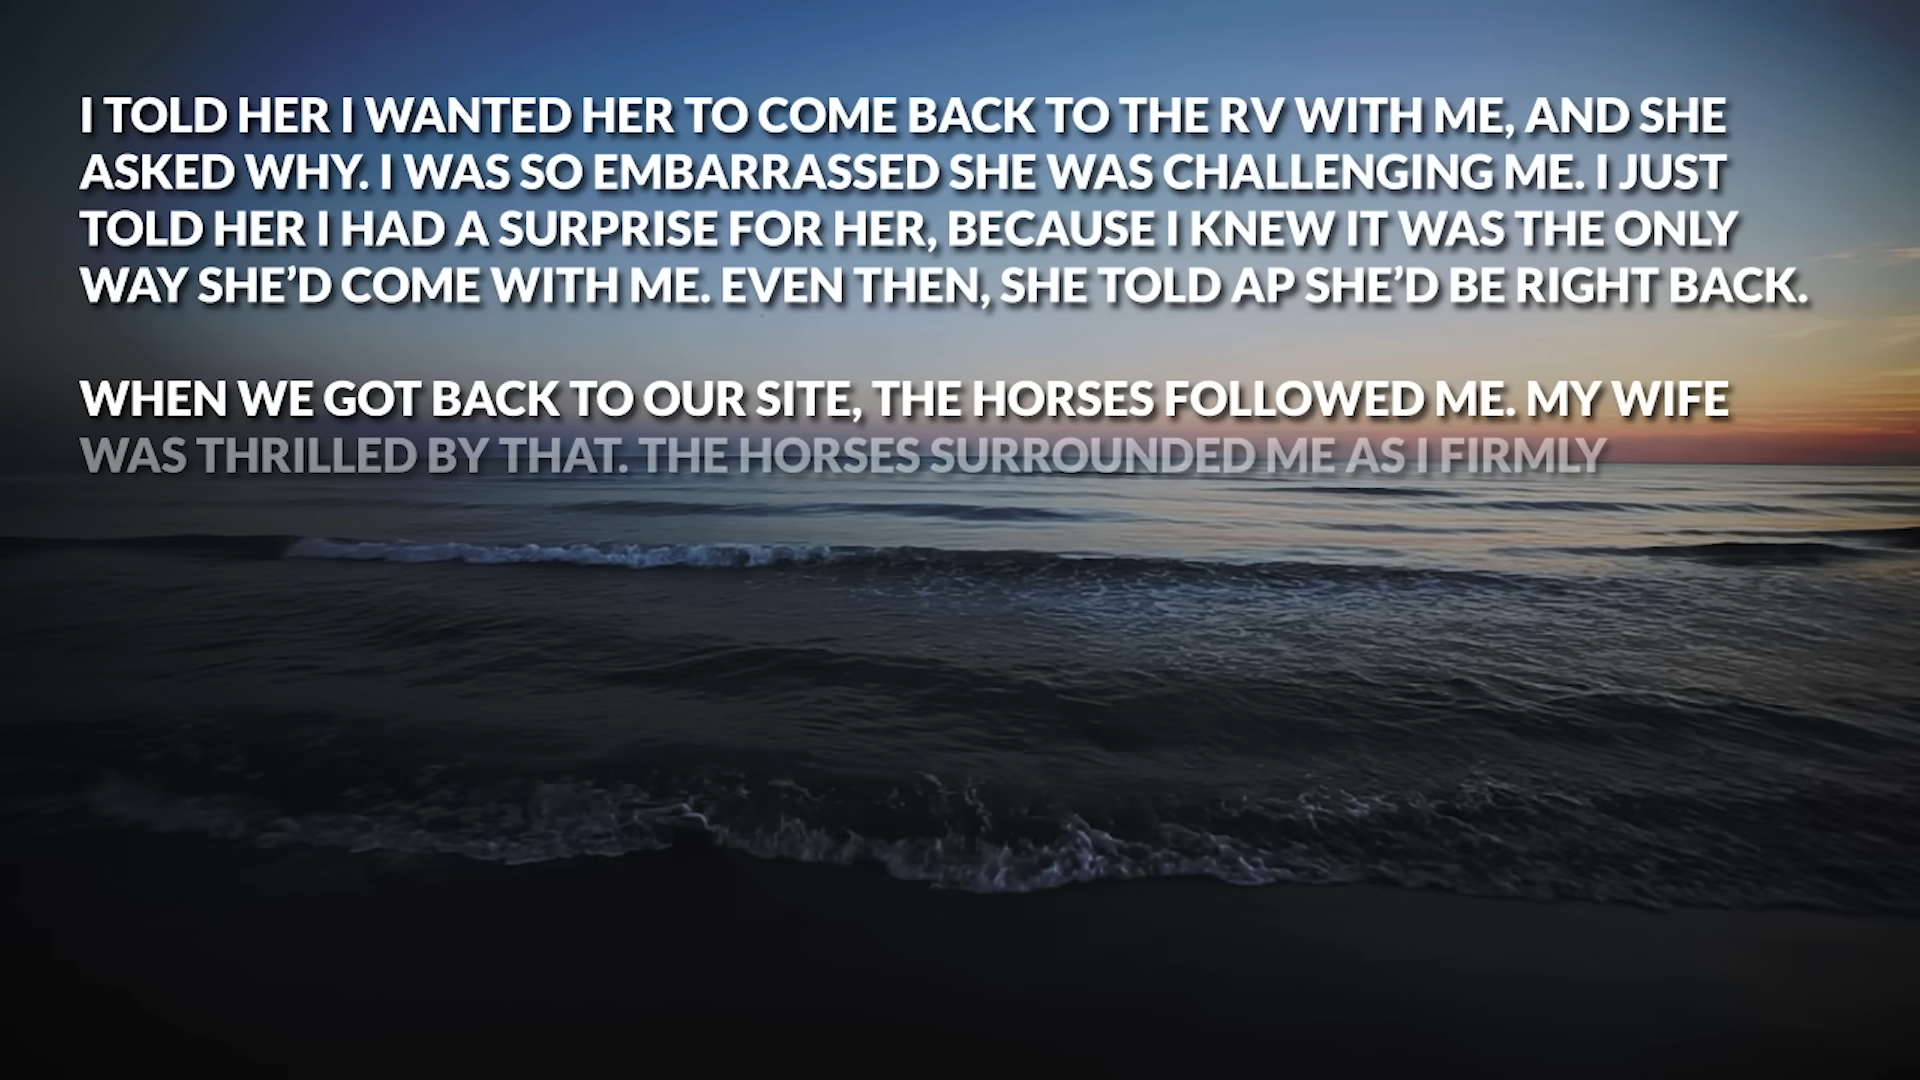 I TOLD HER I WANTED HER TO COME BACK TO THE RV WITH ME, AND SHE
ASKED WHY. I WAS SO EMBARRASSED SHE WAS CHALLENGING ME. I JUST
TOLD HER I HAD A SURPRISE FOR HER, BECAUSE I KNEW IT WAS THE ONLY
WAY SHE’D COME WITH ME. EVEN THEN, SHE TOLD AP SHE’D BE RIGHT BACK.
WHEN WE GOT BACK TO OUR SITE, THE HORSES FOLLOWED ME. MY WIFE
WAS THRILLED BY THAT. THE HORSES SURROUNDED ME AS I FIRMLY